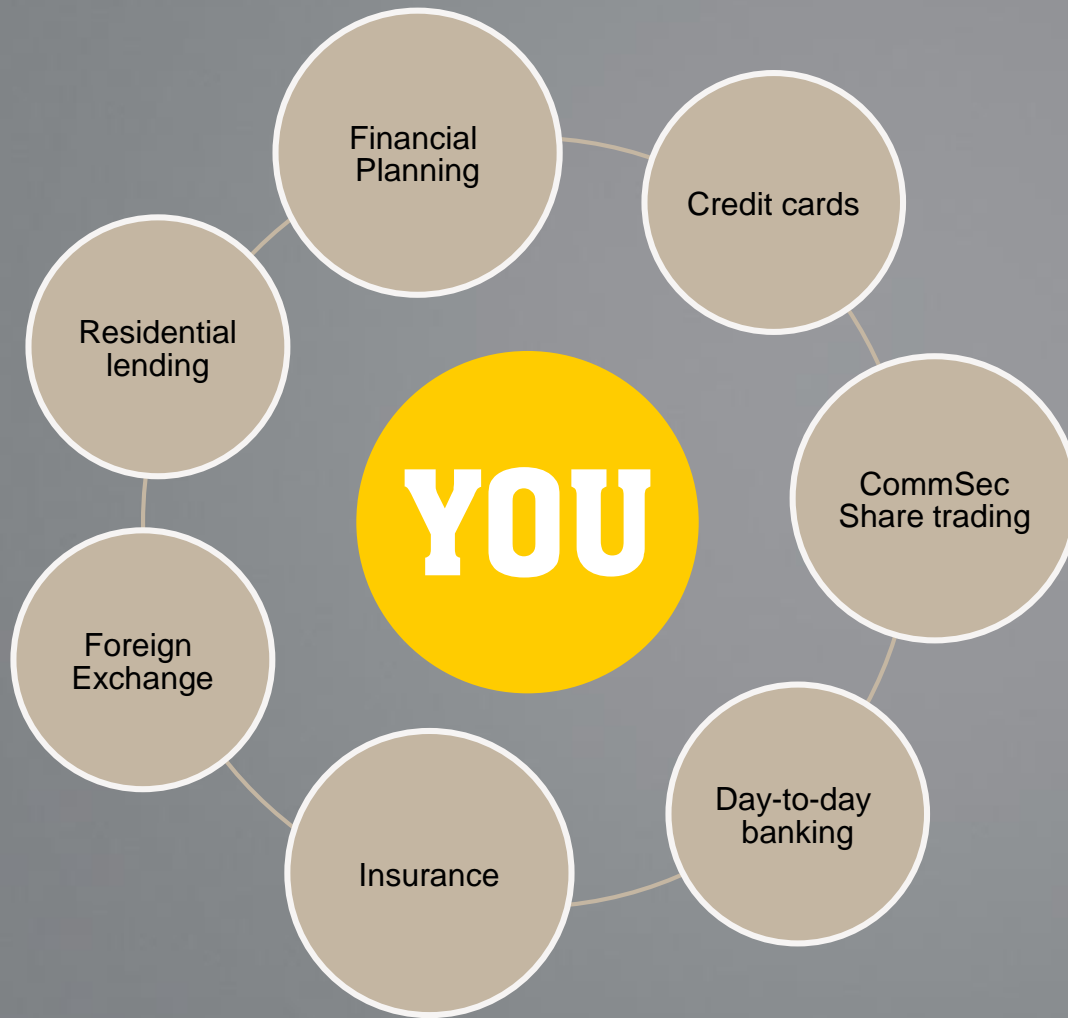 Financial
Planning
Credit cards
CommSec
Share trading
Day-to-day
banking
Insurance
Foreign
Exchange
Residential
lending
YOU